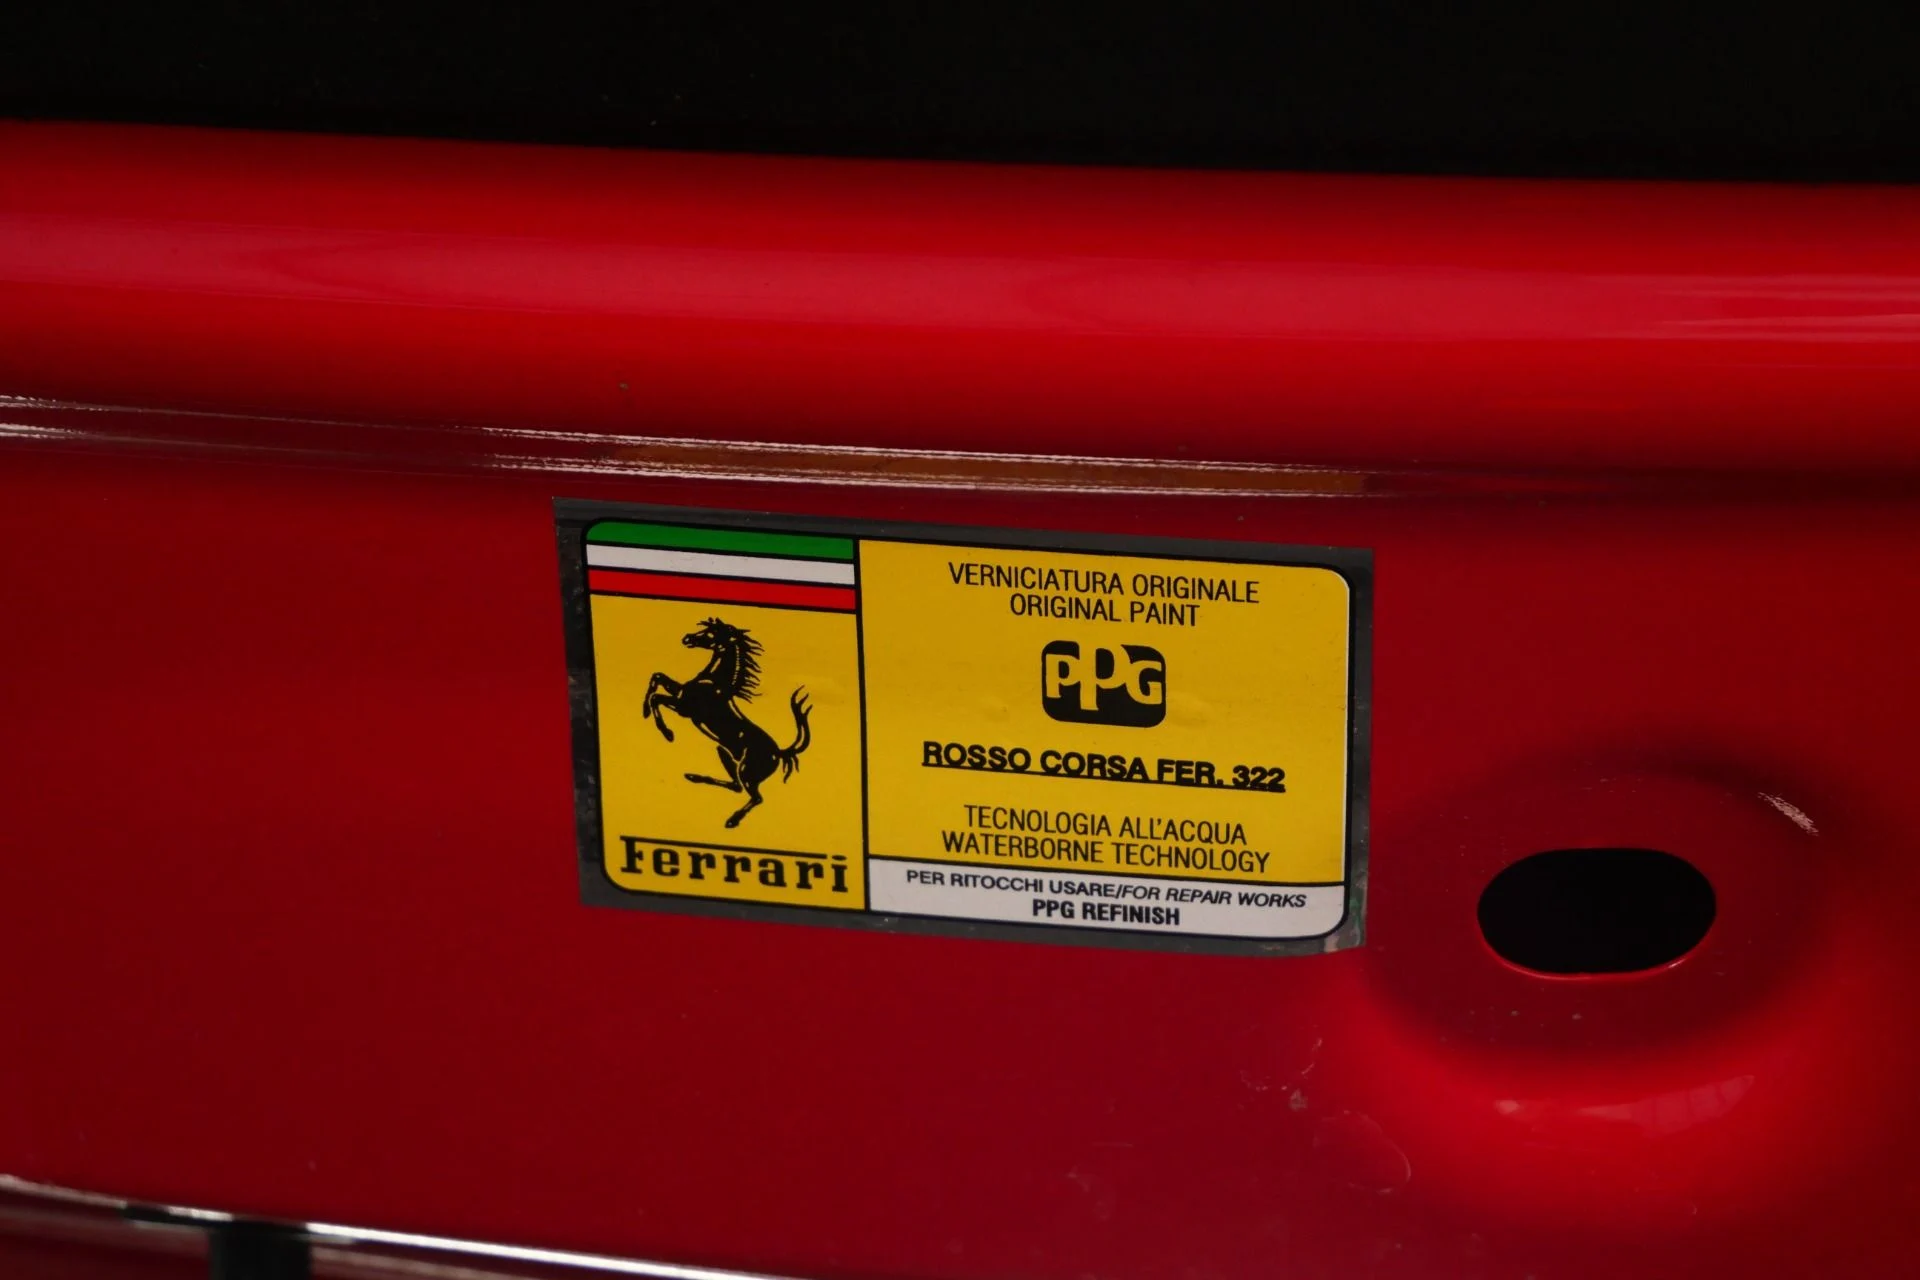 Ferrari
VERNICIATURA ORIGINALE
ORIGINAL PAINT
PPG
ROSSO CORSA FER. 322
TECNOLOGIA ALL'ACQUA
WATERBORNE TECHNOLOGY
PER RITOCCHI USARE/FOR REPAIR WORKS
PPG REFINISH